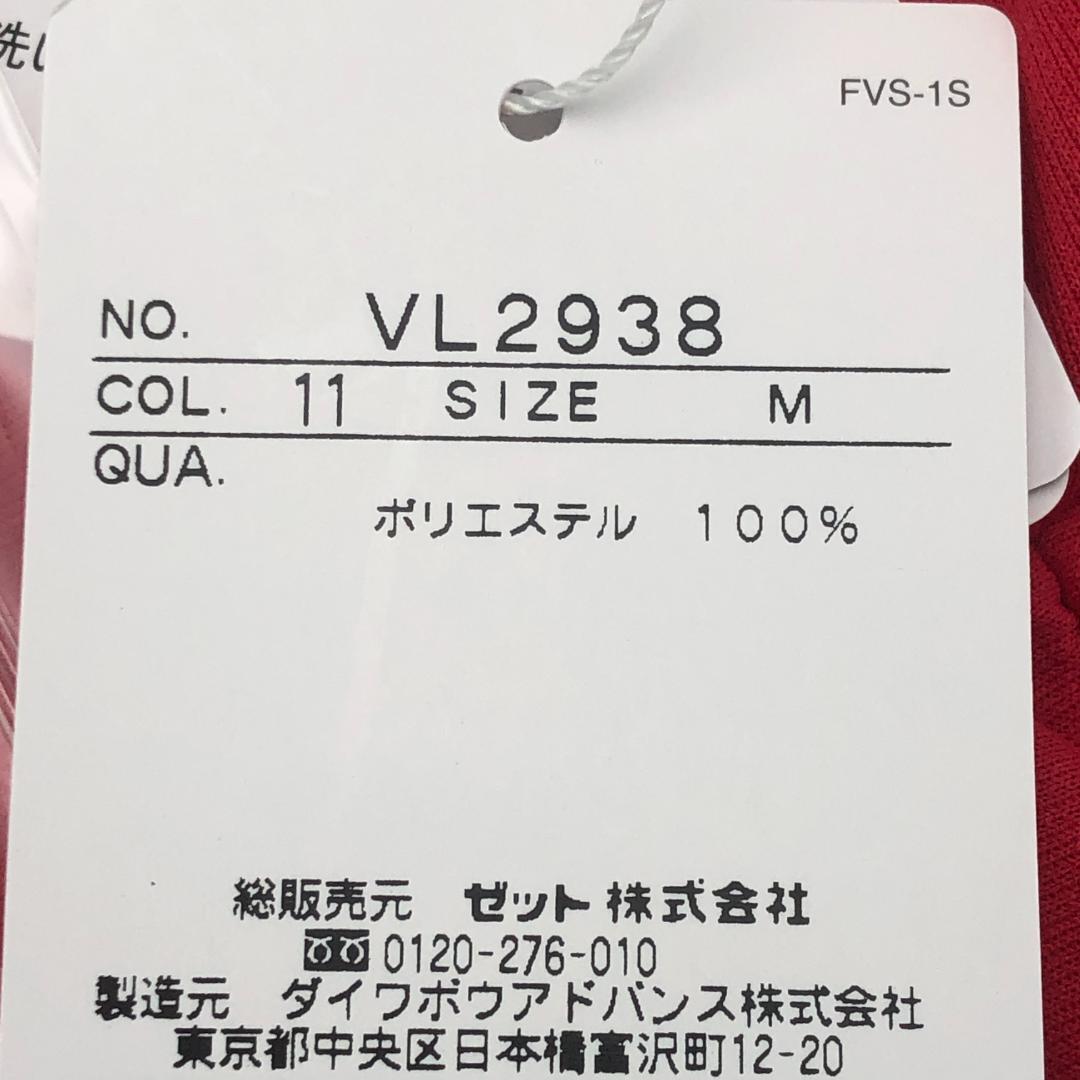 洗い
FVS-1S
NO. VL2938
COL. 11 SIZE M
QUA.
ポリエステル 100%
総販売元 ゼット株式会社
0120-276-010
製造元 ダイワボウアドバンス株式会社
東京都中央区日本橋富沢町12-20